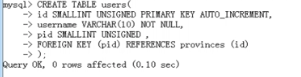 mysql> CREATE TABLE users(
-> id SMALLINT UNSIGNED PRIMARY KEY AUTO_INCREMENT,
-> username VARCHAR(10) NOT NULL,
-> pid SMALLINT UNSIGNED ,
-> FOREIGN KEY (pid) REFERENCES provinces (id)
-> );
Query OK, 0 rows affected (0.10 sec)